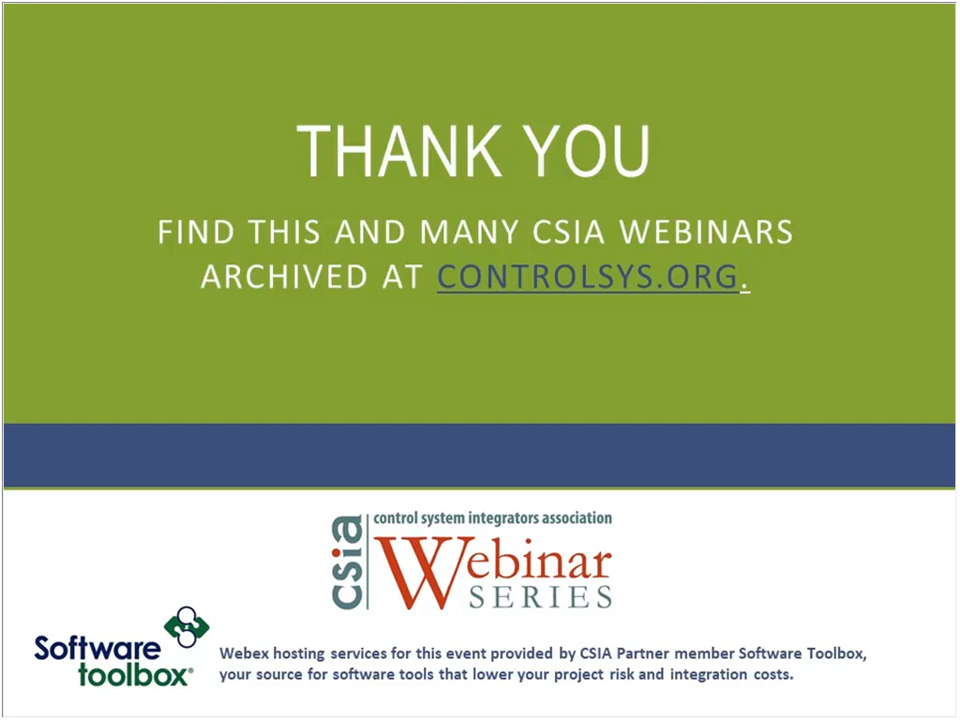 THANK YOU
FIND THIS AND MANY CSIA WEBINARS
ARCHIVED AT CONTROLSYS.ORG.
csia
control system integrators association
Webinar
SERIES
Software
toolbox®
Webex hosting services for this event provided by CSIA Partner member Software Toolbox,
your source for software tools that lower your project risk and integration costs.